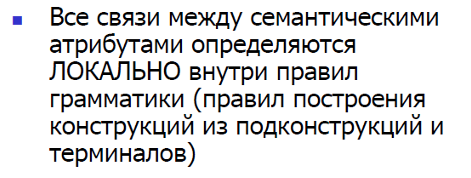 Все связи между семантическими
атрибутами определяются
ЛОКАЛЬНО внутри правил
грамматики (правил построения
конструкций из подконструкций и
терминалов)